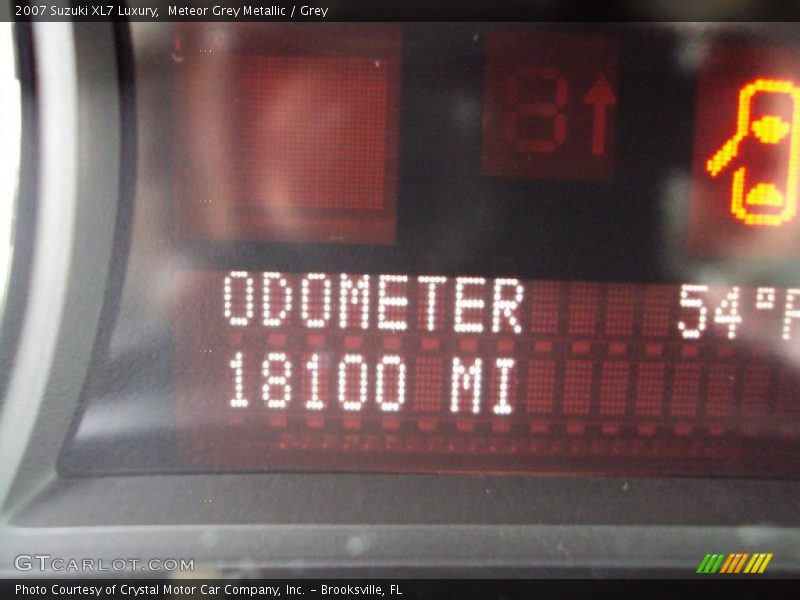 2007 Suzuki XL7 Luxury,  Meteor Grey Metallic / Grey
ODOMETER 54°F
18100 MI
GTCARLOT.COM
Photo Courtesy of Crystal Motor Car Company, Inc. – Brooksville, FL